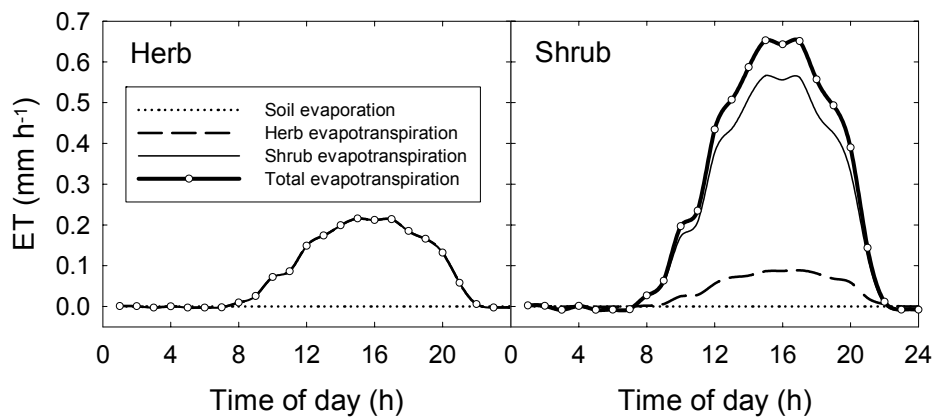 0.7
0.6
0.5
0.4
0.3
0.2
0.1
0.0
ET (mm h-1)
Herb
Soil evaporation
Herb evapotranspiration
Shrub evapotranspiration
Total evapotranspiration
0 4 8 12 16 20
Time of day (h)
Shrub
0 4 8 12 16 20 24
Time of day (h)